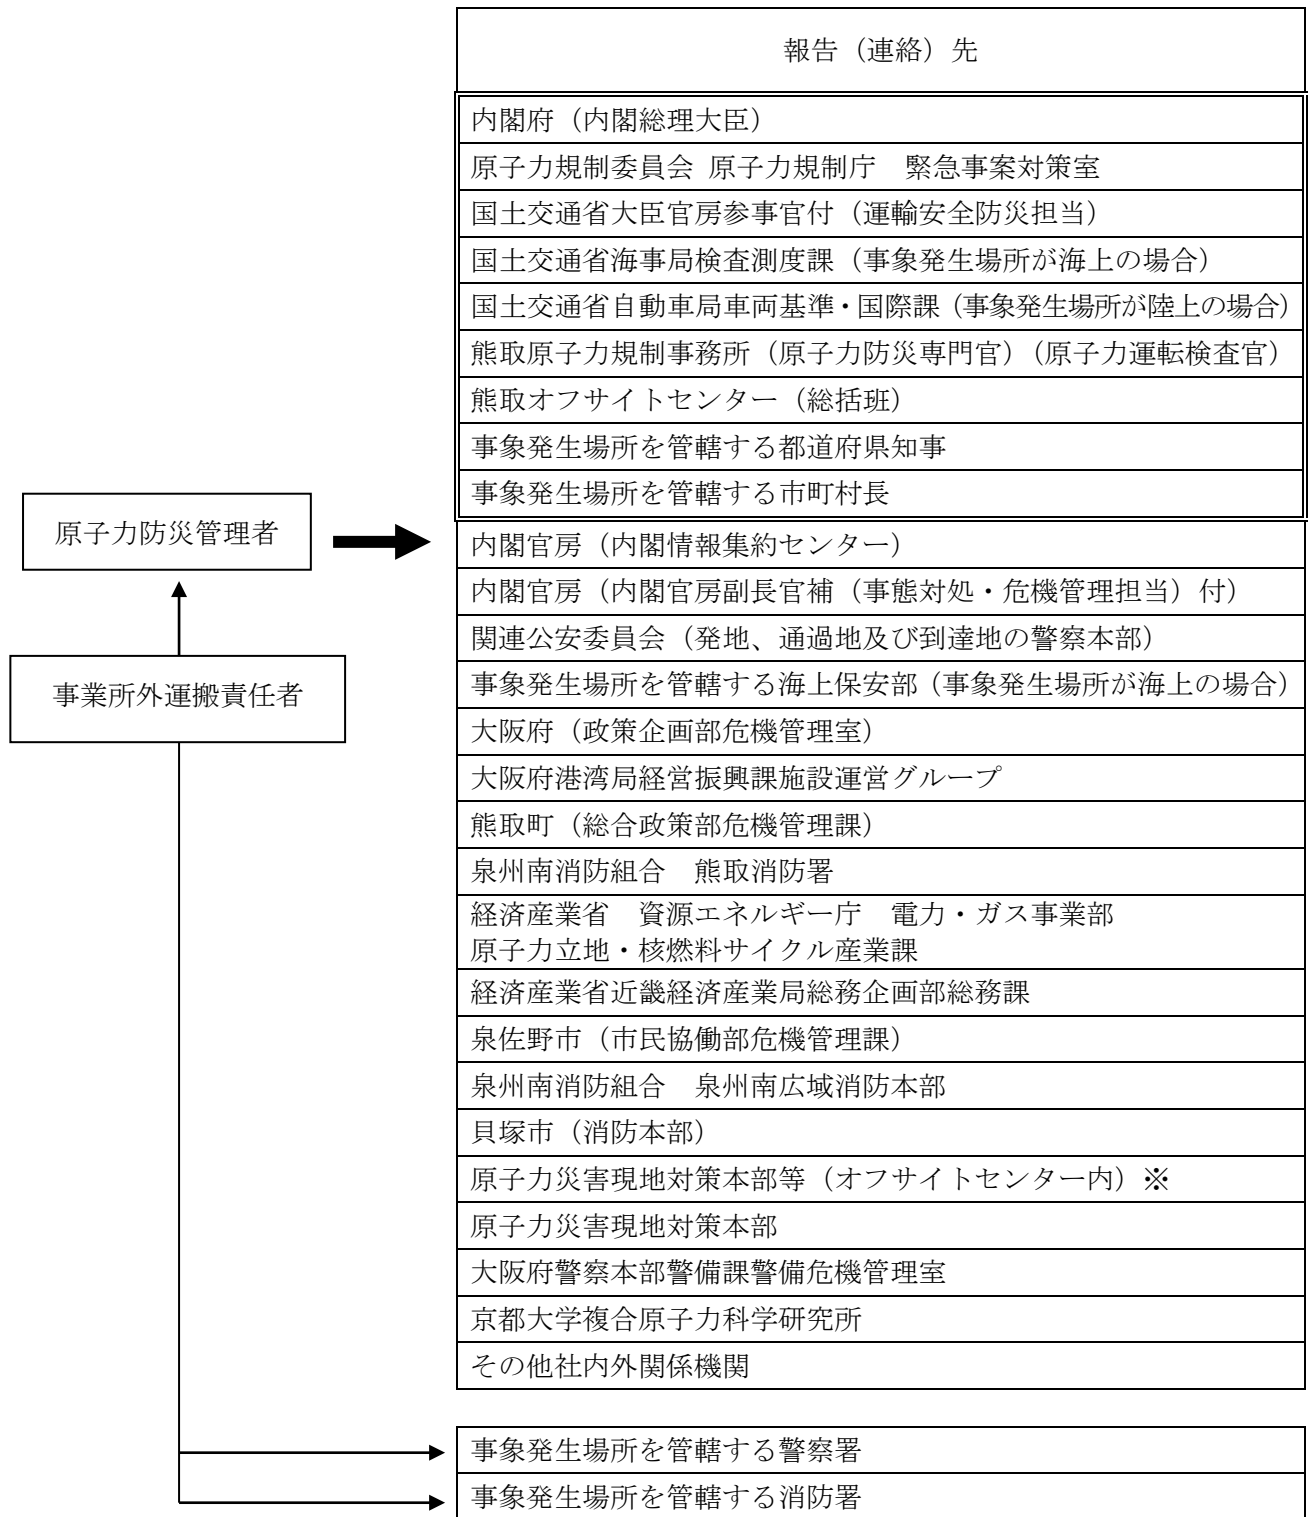 報告（連絡）先
内閣府（内閣総理大臣）
原子力規制委員会 原子力規制庁　緊急事案対策室
国土交通省大臣官房参事官付（運輸安全防災担当）
国土交通省海事局検査測度課（事象発生場所が海上の場合）
国土交通省自動車局車両基準・国際課（事象発生場所が陸上の場合）
熊取原子力規制事務所（原子力防災専門官）（原子力運転検査官）
熊取オフサイトセンター（総括班）
事象発生場所を管轄する都道府県知事
事象発生場所を管轄する市町村長
原子力防災管理者
内閣官房（内閣情報集約センター）
内閣官房（内閣官房副長官補（事態対処・危機管理担当）付）
関連公安委員会（発地、通過地及び到達地の警察本部）
事業所外運搬責任者
事象発生場所を管轄する海上保安部（事象発生場所が海上の場合）
大阪府（政策企画部危機管理室）
大阪府港湾局経営振興課施設運営グループ
熊取町（総合政策部危機管理課）
泉州南消防組合　熊取消防署
経済産業省　資源エネルギー庁　電力・ガス事業部
原子力立地・核燃料サイクル産業課
経済産業省近畿経済産業局総務企画部総務課
泉佐野市（市民協働部危機管理課）
泉州南消防組合　泉州南広域消防本部
貝塚市（消防本部）
原子力災害現地対策本部等（オフサイトセンター内）※
原子力災害現地対策本部
大阪府警察本部警備課警備危機管理室
京都大学複合原子力科学研究所
その他社内外関係機関
事象発生場所を管轄する警察署
事象発生場所を管轄する消防署